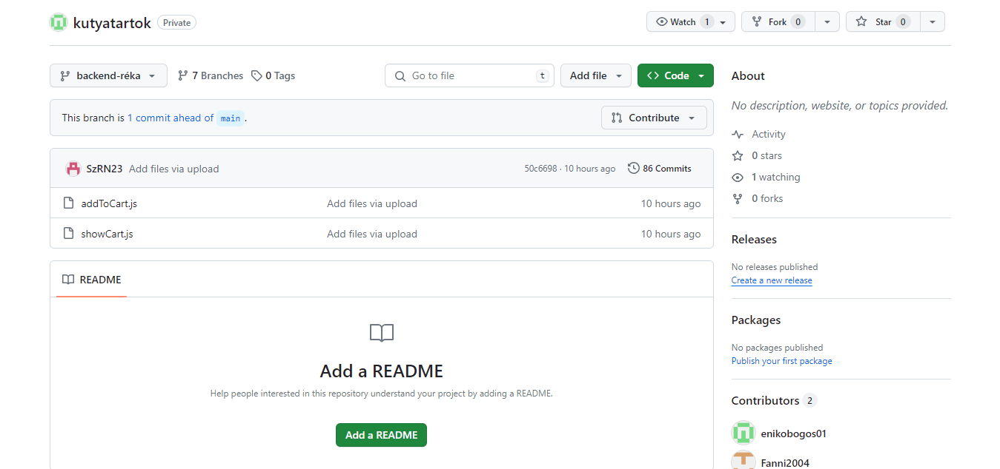 kutyatartok Private Watch 1 Fork 0 Star 0
backend-réka 7 Branches 0 Tags Go to file t Add file Code
This branch is 1 commit ahead of main .
Contribute
SzRN23 Add files via upload 50c6698 · 10 hours ago 86 Commits
addToCart.js Add files via upload 10 hours ago
showCart.js Add files via upload 10 hours ago
README
Add a README
Help people interested in this repository understand your project by adding a README.
Add a README
About
No description, website, or topics provided.
Activity
0 stars
1 watching
0 forks
Releases
No releases published
Create a new release
Packages
No packages published
Publish your first package
Contributors 2
enikobogos01
Fanni2004